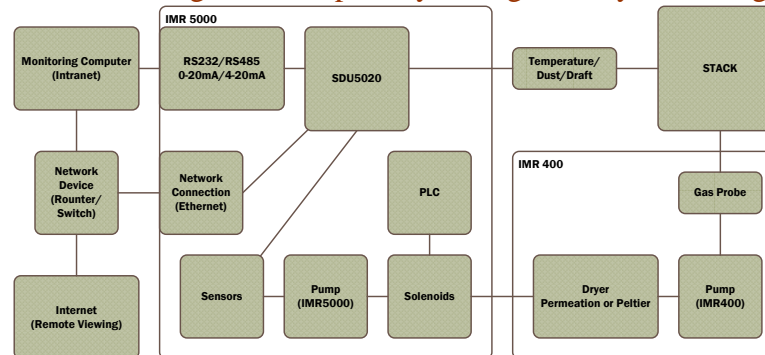 IMR 5000
Monitoring Computer
(Intranet)
RS232/RS485
0-20mA/4-20mA
SDU5020
Temperature/
Dust/Draft
STACK
Network
Device
(Rounter/
Switch)
Network
Connection
(Ethernet)
PLC
IMR 400
Gas Probe
Internet
(Remote Viewing)
Sensors
Pump
(IMR5000)
Solenoids
Dryer
Permeation or Peltier
Pump
(IMR400)